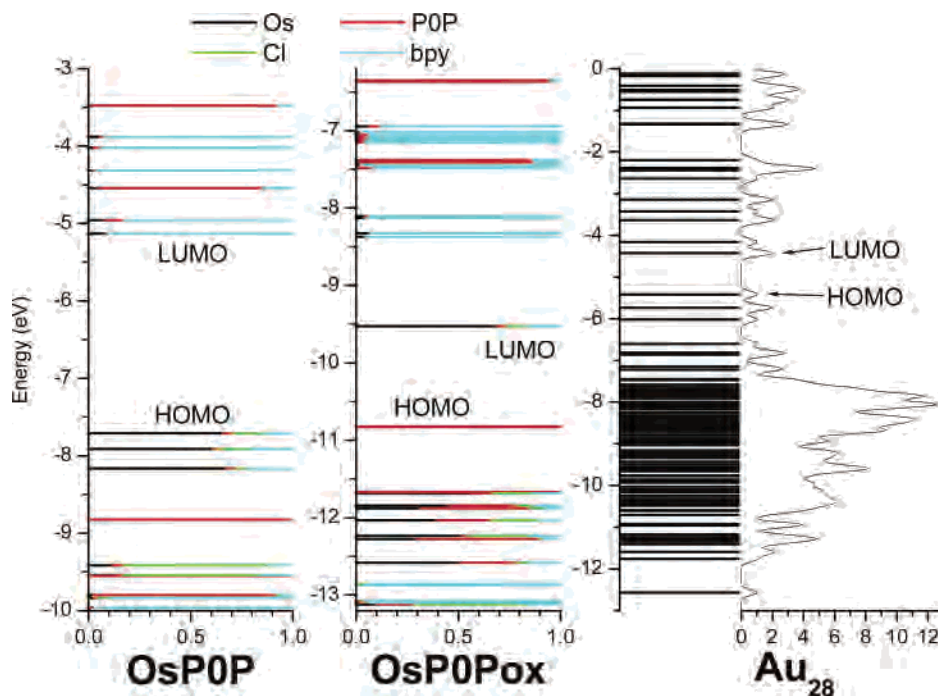 Os P0P
Cl bpy
Energy (eV)
-3
-4
-5
-6
-7
-8
-9
-10
LUMO
HOMO
0.0 0.5 1.0
OsP0P
-7
-8
-9
-10
-11
-12
-13
LUMO
HOMO
0.0 0.5 1.0
OsP0Pox
0
-2
-4
-6
-8
-10
-12
LUMO
HOMO
0 2 4 6 8 10 12
Au28